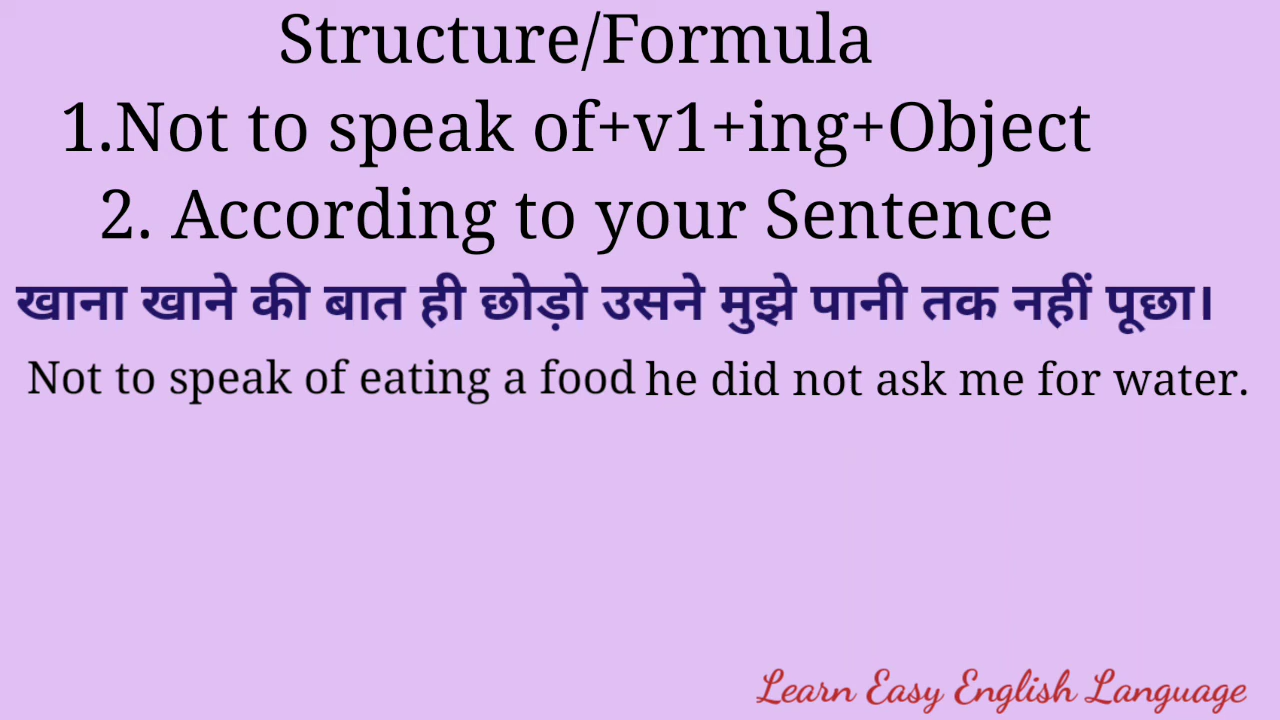 Structure/Formula
1.Not to speak of+v1+ing+Object
2. According to your Sentence
खाना खाने की बात ही छोड़ो उसने मुझे पानी तक नहीं पूछा।
Not to speak of eating a food he did not ask me for water.
Learn Easy English Language